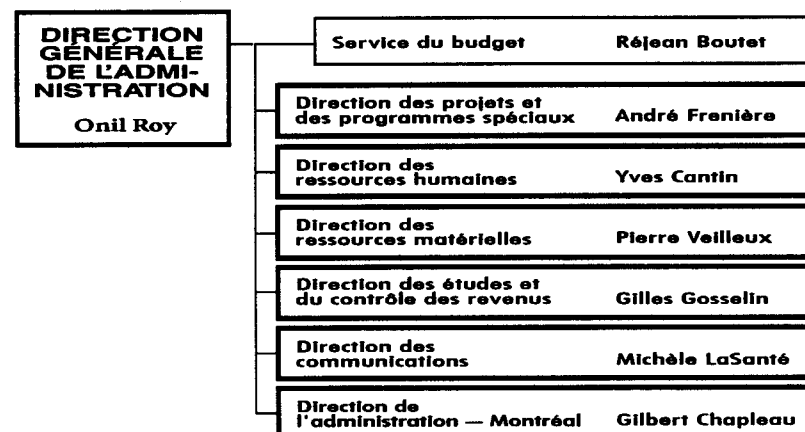 DIRECTION
GÉNÉRALE
DE L'ADMI-
NISTRATION
Onil Roy
Service du budget Réjean Boutet
Direction des projets et
des programmes spéciaux André Frenière
Direction des
ressources humaines Yves Cantin
Direction des
ressources matérielles Pierre Veilleux
Direction des études et
du contrôle des revenus Gilles Gosselin
Direction des
communications Michèle LaSanté
Direction de
l'administration — Montréal Gilbert Chapleau